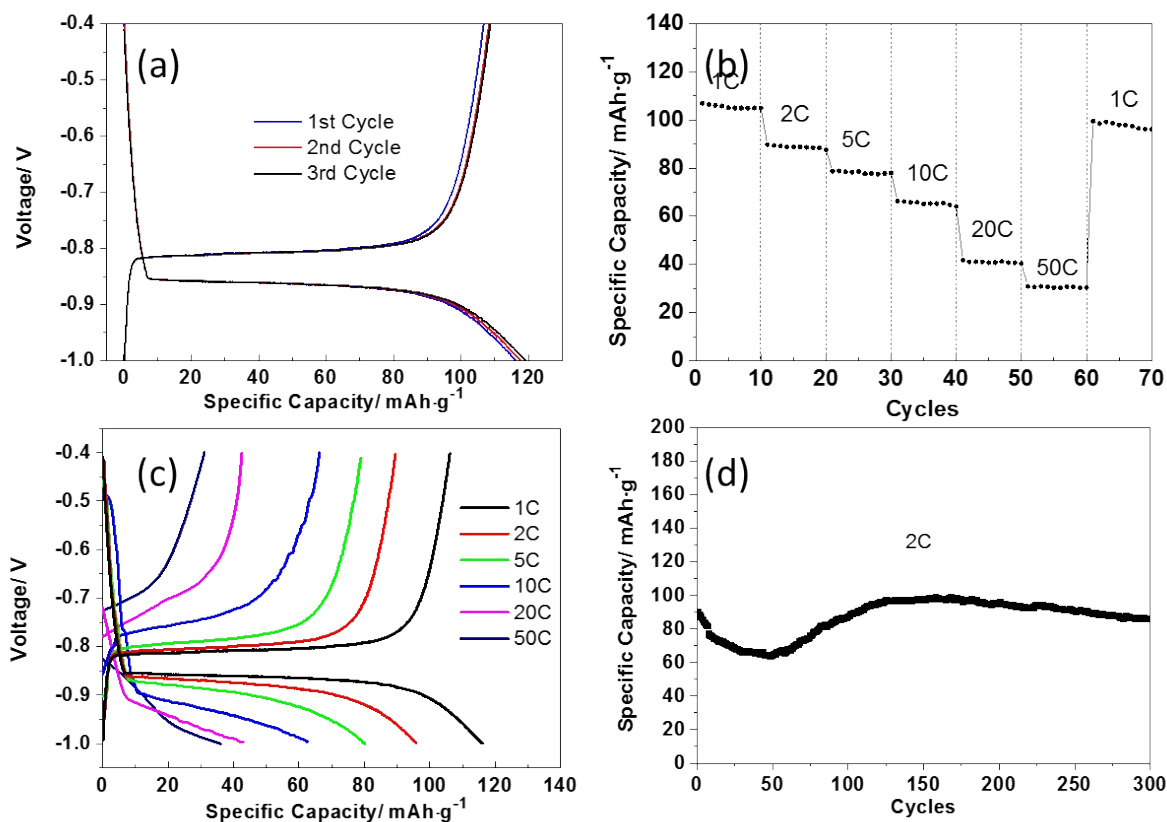 (a)
-0.4
-0.5
-0.6
-0.7
-0.8
-0.9
-1.0
Voltage/ V
1st Cycle
2nd Cycle
3rd Cycle
0 20 40 60 80 100 120
Specific Capacity/ mAh·g⁻¹
(b)
140
120
100
80
60
40
20
0
Specific Capacity/ mAh·g⁻¹
1C
2C
5C
10C
20C
50C
1C
0 10 20 30 40 50 60 70
Cycles
(c)
-0.4
-0.5
-0.6
-0.7
-0.8
-0.9
-1.0
Voltage/ V
1C
2C
5C
10C
20C
50C
0 20 40 60 80 100 120 140
Specific Capacity/ mAh·g⁻¹
(d)
200
180
160
140
120
100
80
60
40
20
0
Specific Capacity/ mAh·g⁻¹
2C
0 50 100 150 200 250 300
Cycles